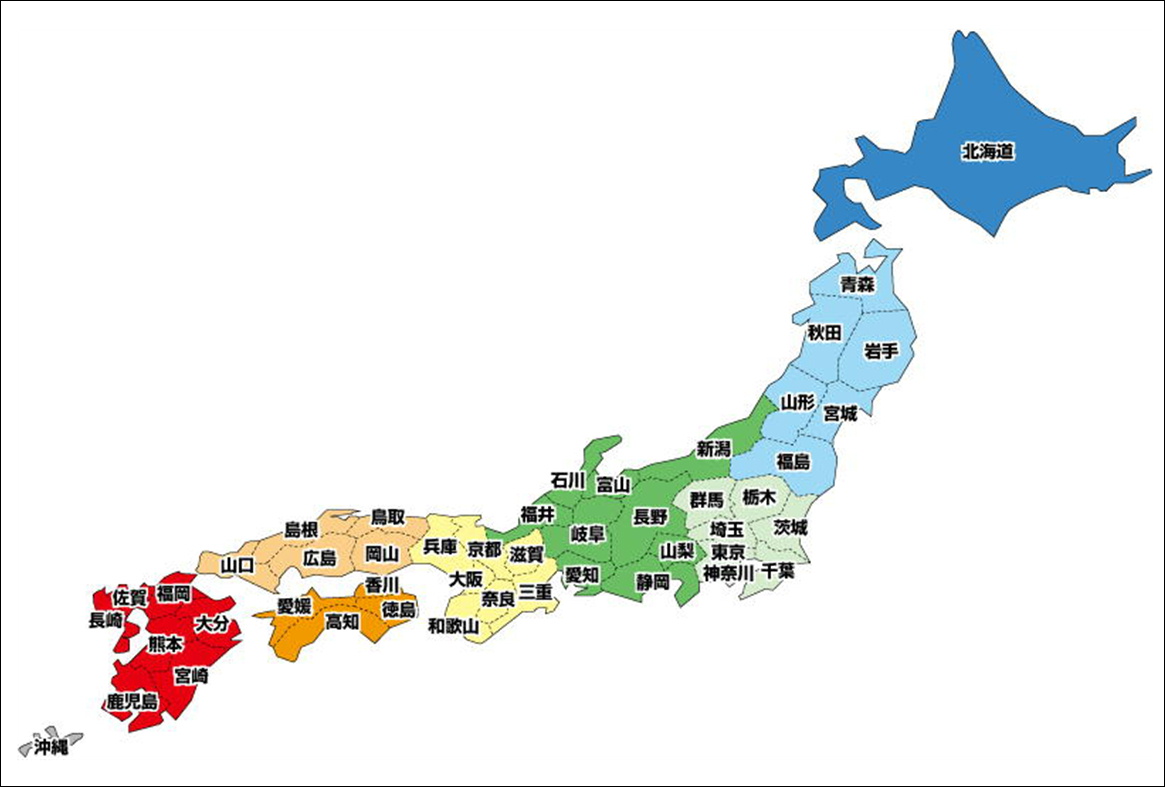 北海道
青森
秋田
岩手
山形
宮城
新潟
福島
石川
富山
群馬
栃木
福井
長野
島根
鳥取
岐阜
埼玉
茨城
兵庫
京都
滋賀
山梨
東京
山口
広島
岡山
大阪
愛知
静岡
神奈川
千葉
香川
佐賀
福岡
愛媛
徳島
奈良
三重
長崎
大分
高知
和歌山
熊本
宮崎
鹿児島
沖縄